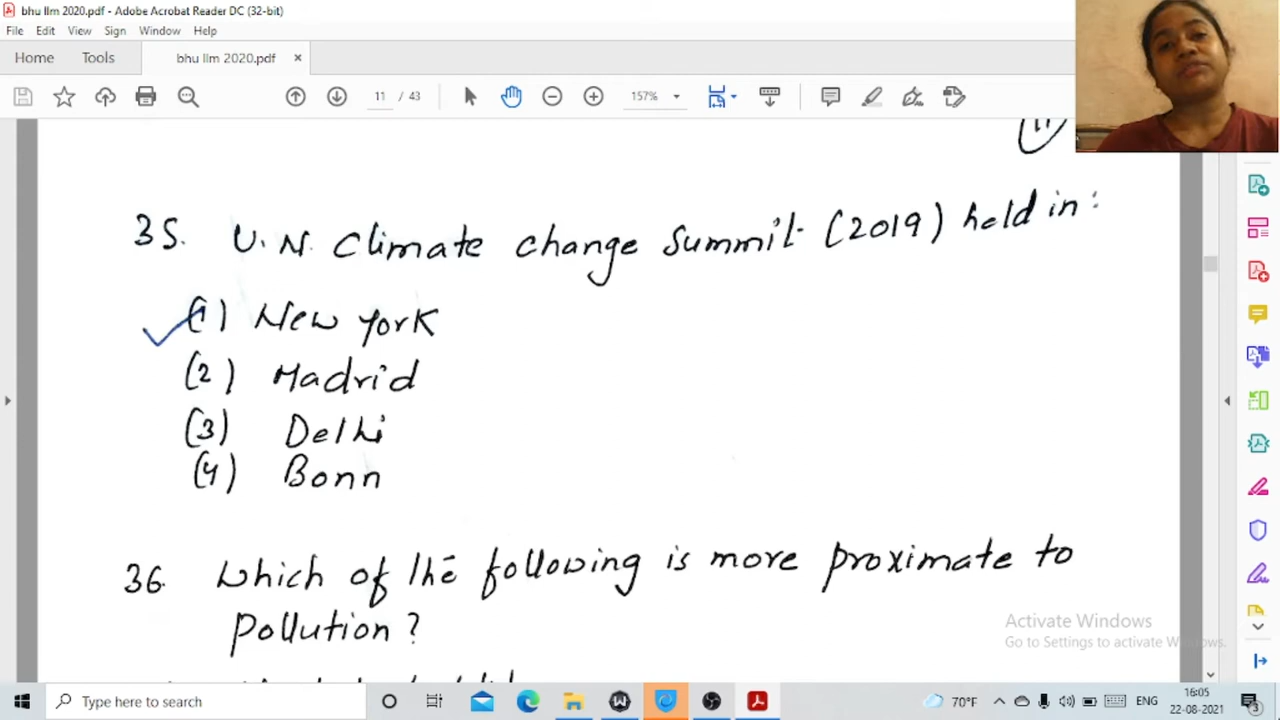 bhu llm 2020.pdf - Adobe Acrobat Reader DC (32-bit)
File Edit View Sign Window Help
Home Tools bhu llm 2020.pdf ×
11 / 43 157%
11
35. U.N. Climate change Summit (2019) held in:
(1) New York
(2) Madrid
(3) Delhi
(4) Bonn
36. Which of the following is more proximate to
Pollution?
Activate Windows
Go to Settings to activate Windows.
Type here to search
70°F ENG 16:05
22-08-2021 3